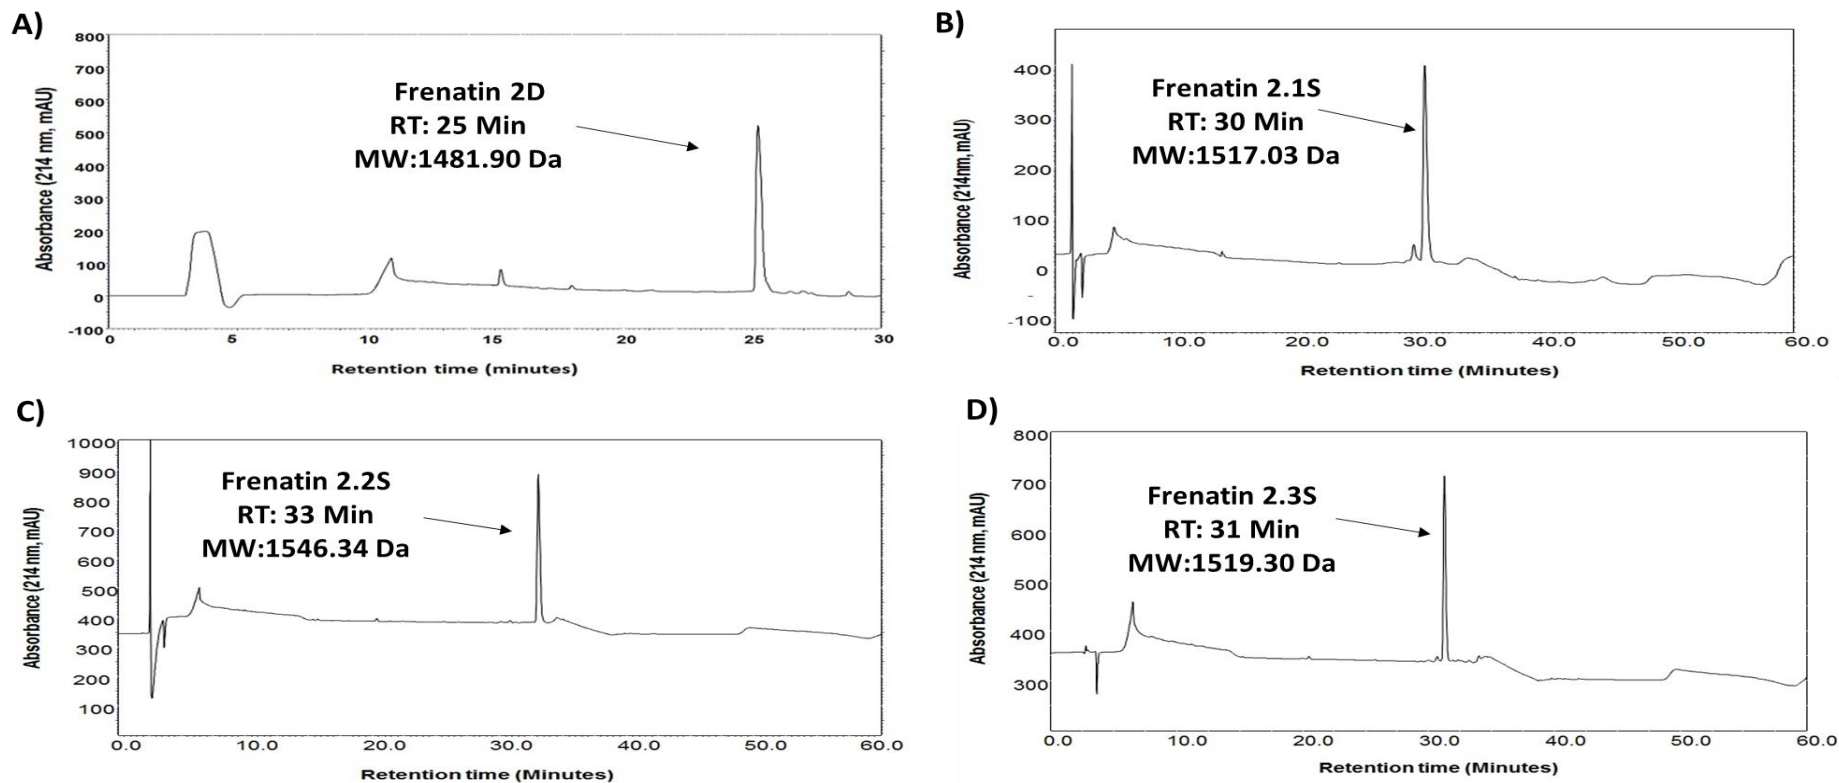 A)
Absorbance (214 nm, mAU)
800
700
600
500
400
300
200
100
0
-100
Frenatin 2D
RT: 25 Min
MW:1481.90 Da
0 5 10 15 20 25 30
Retention time (minutes)
B)
Absorbance (214nm, mAU)
400
300
200
100
0
-
-100
Frenatin 2.1S
RT: 30 Min
MW:1517.03 Da
0.0 10.0 20.0 30.0 40.0 50.0 60.0
Retention time (Minutes)
C)
Absorbance (214 nm, mAU)
1000
900
800
700
600
500
400
300
200
100
Frenatin 2.2S
RT: 33 Min
MW:1546.34 Da
0.0 10.0 20.0 30.0 40.0 50.0 60.0
Retention time (Minutes)
D)
Absorbance (214 nm, mAU)
800
700
600
500
400
300
Frenatin 2.3S
RT: 31 Min
MW:1519.30 Da
0.0 10.0 20.0 30.0 40.0 50.0 60.0
Retention time (Minutes)